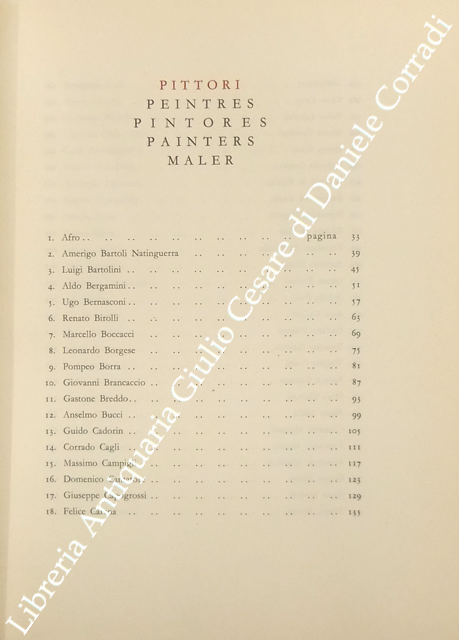 PITTORI
PEINTRES
PINTORES
PAINTERS
MALER
1. Afro .. .. .. .. .. .. .. .. .. .. pagina 33
2. Amerigo Bartoli Natinguerra .. .. .. .. .. .. .. 39
3. Luigi Bartolini .. .. .. .. .. .. .. .. .. 45
4. Aldo Bergamini .. .. .. .. .. .. .. .. .. .. 51
5. Ugo Bernasconi .. .. .. .. .. .. .. .. .. .. 57
6. Renato Birolli .. .. .. .. .. .. .. .. .. 63
7. Marcello Boccacci .. .. .. .. .. .. .. .. .. 69
8. Leonardo Borgese .. .. .. .. .. .. .. .. .. 75
9. Pompeo Borra .. .. .. .. .. .. .. .. .. 81
10. Giovanni Brancaccio .. .. .. .. .. .. .. .. .. 87
11. Gastone Breddo .. .. .. .. .. .. .. .. .. .. 93
12. Anselmo Bucci .. .. .. .. .. .. .. .. .. 99
13. Guido Cadorin .. .. .. .. .. .. .. .. .. 105
14. Corrado Cagli .. .. .. .. .. .. .. .. .. 111
15. Massimo Campigli .. .. .. .. .. .. .. .. 117
16. Domenico .. .. .. .. .. .. .. .. 123
17. Giuseppe Capogrossi .. .. .. .. .. .. .. .. .. 129
18. Felice Carena .. .. .. .. .. .. .. .. 133
Libreria Antiquaria Giulio Cesare di Daniele Corradi